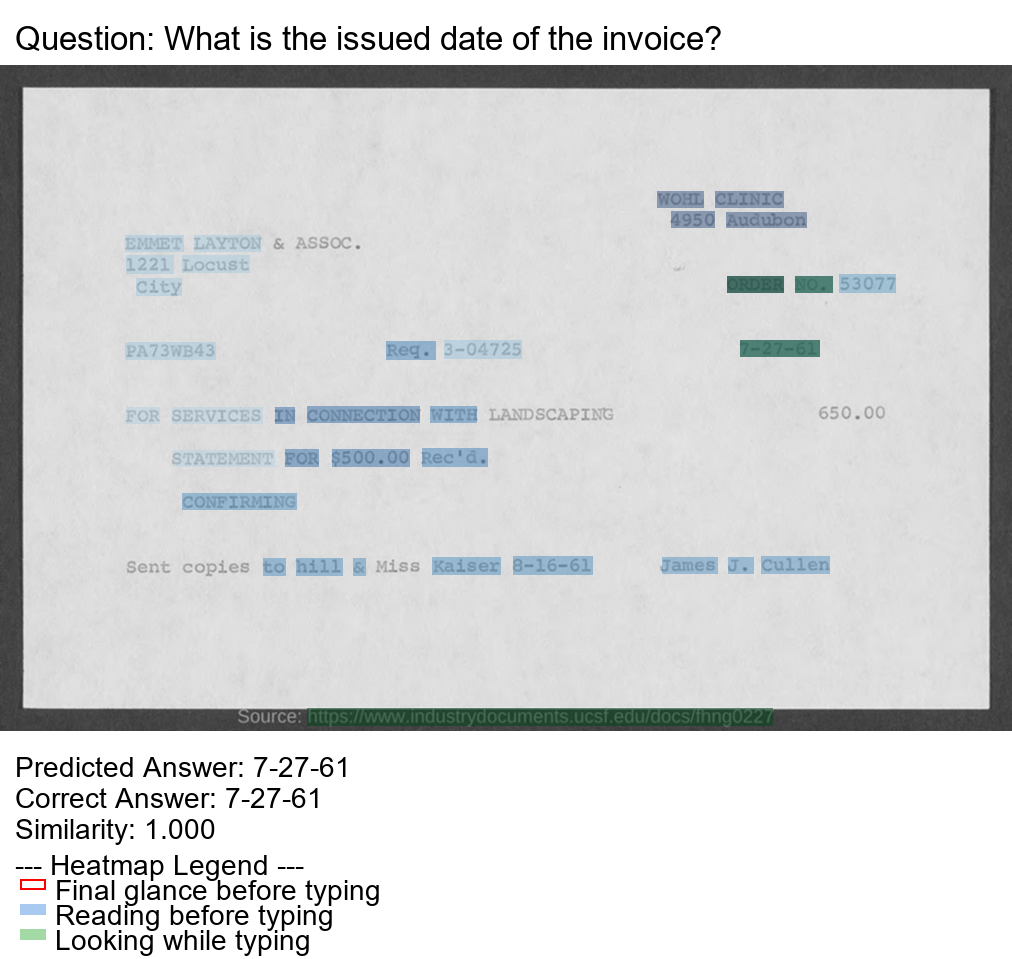 Question: What is the issued date of the invoice?
WOHL CLINIC
4950 Audubon
EMMET LAYTON & ASSOC.
1221 Locust
City
ORDER NO. 53077
PA73WB43 Req. 3-04725 7-27-61
FOR SERVICES IN CONNECTION WITH LANDSCAPING 650.00
STATEMENT FOR $500.00 Rec'd.
CONFIRMING
Sent copies to hill & Miss Kaiser 8-16-61 James J. Cullen
Source: https://www.industrydocuments.ucsf.edu/docs/fhng0227
Predicted Answer: 7-27-61
Correct Answer: 7-27-61
Similarity: 1.000
--- Heatmap Legend ---
Final glance before typing
Reading before typing
Looking while typing